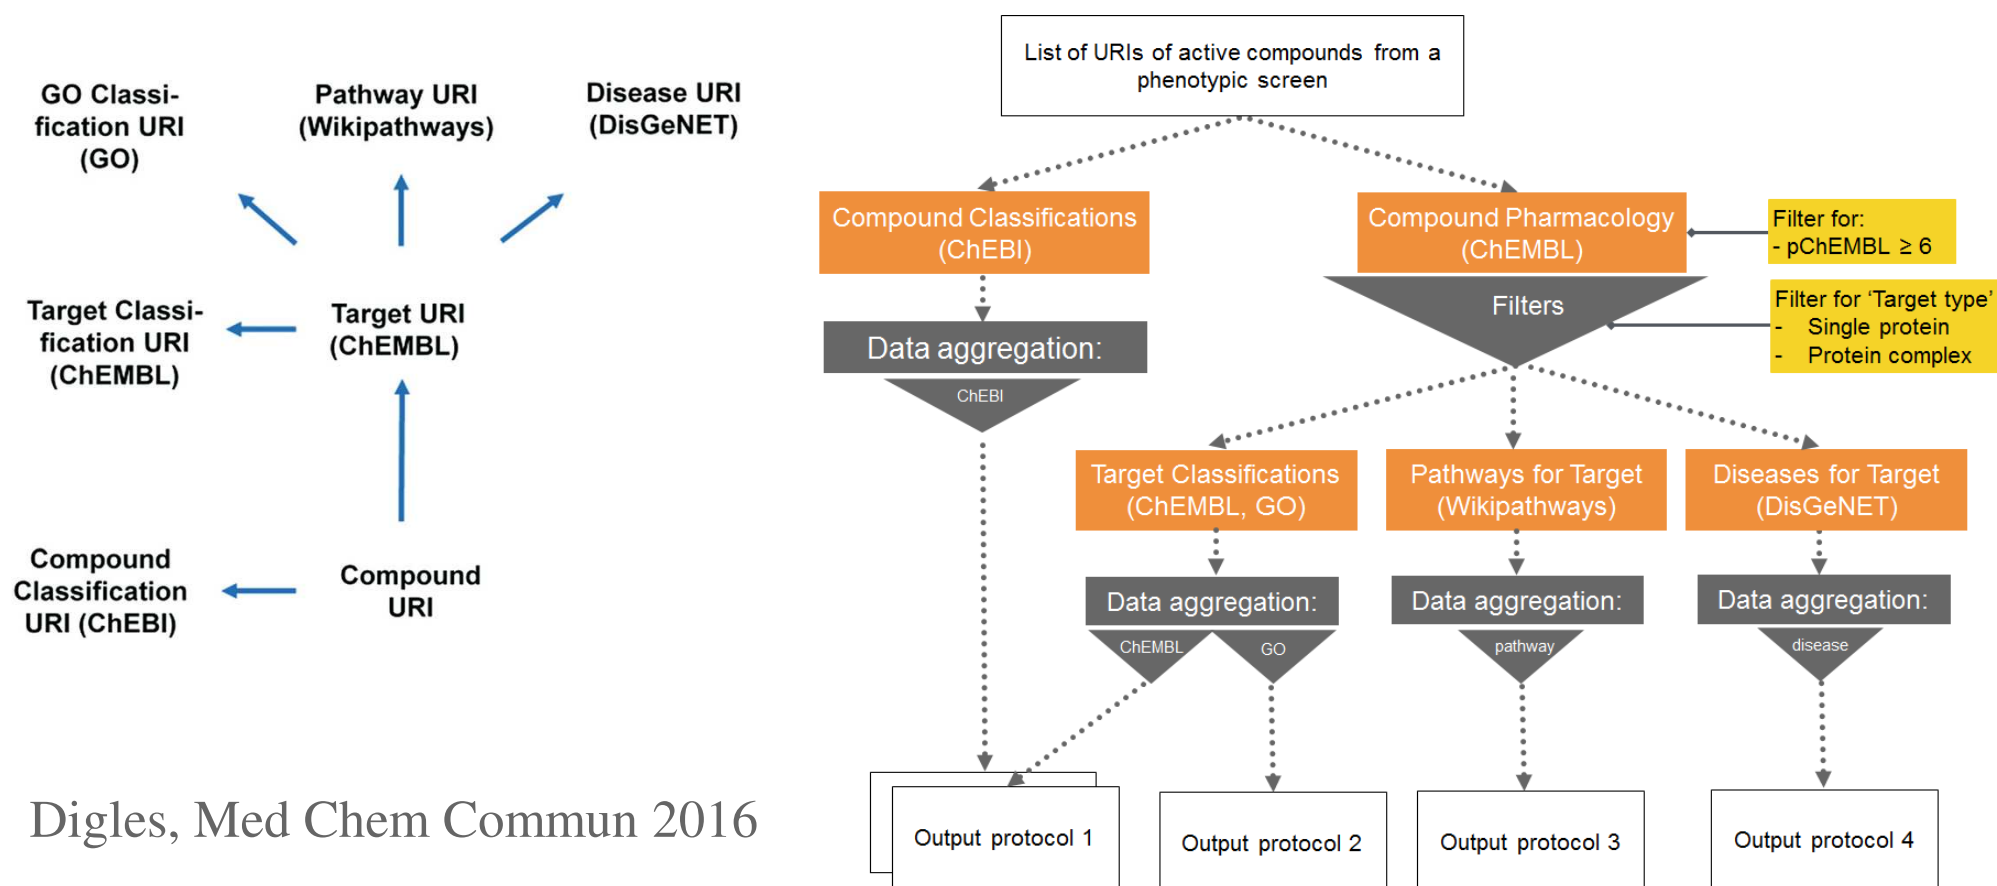 GO Classi-
fication URI
(GO)
Pathway URI
(Wikipathways)
Disease URI
(DisGeNET)
Target Classi-
fication URI
(ChEMBL)
Target URI
(ChEMBL)
Compound
Classification
URI (ChEBI)
Compound
URI
Digles, Med Chem Commun 2016
List of URIs of active compounds from a
phenotypic screen
Compound Classifications
(ChEBI)
Compound Pharmacology
(ChEMBL)
Filter for:
- pChEMBL ≥ 6
Filters
Filter for ‘Target type’
- Single protein
- Protein complex
Data aggregation:
ChEBI
Target Classifications
(ChEMBL, GO)
Pathways for Target
(Wikipathways)
Diseases for Target
(DisGeNET)
Data aggregation:
ChEMBL
GO
Data aggregation:
pathway
Data aggregation:
disease
Output protocol 1
Output protocol 2
Output protocol 3
Output protocol 4